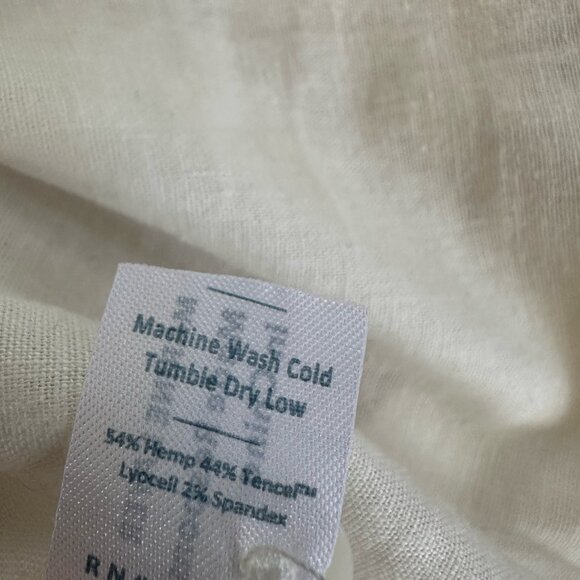 Machine Wash Cold
Tumble Dry Low
54% Hemp 44% Tencel™
Lyocell 2% Spandex
R N